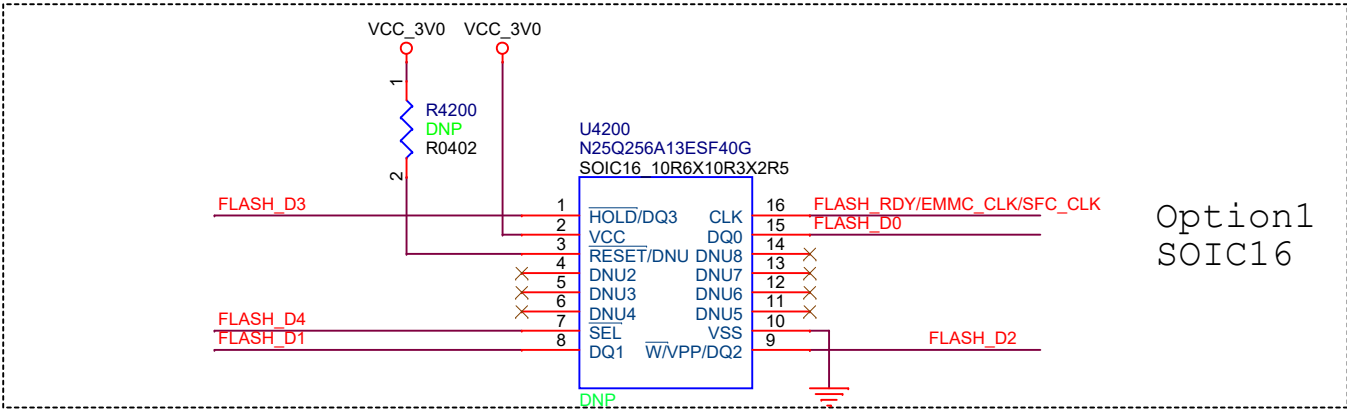 VCC_3V0 VCC_3V0
1
R4200
DNP
R0402
2
U4200
N25Q256A13ESF40G
SOIC16_10R6X10R3X2R5
FLASH_D3 1 HOLD/DQ3 CLK 16 FLASH_RDY/EMMC_CLK/SFC_CLK
2 VCC DQ0 15 FLASH_D0
3 RESET/DNU DNU8 14
4 DNU2 DNU7 13
5 DNU3 DNU6 12
6 DNU4 DNU5 11
FLASH_D4 7 SEL VSS 10
FLASH_D1 8 DQ1 W/VPP/DQ2 9 FLASH_D2
DNP
Option1
SOIC16